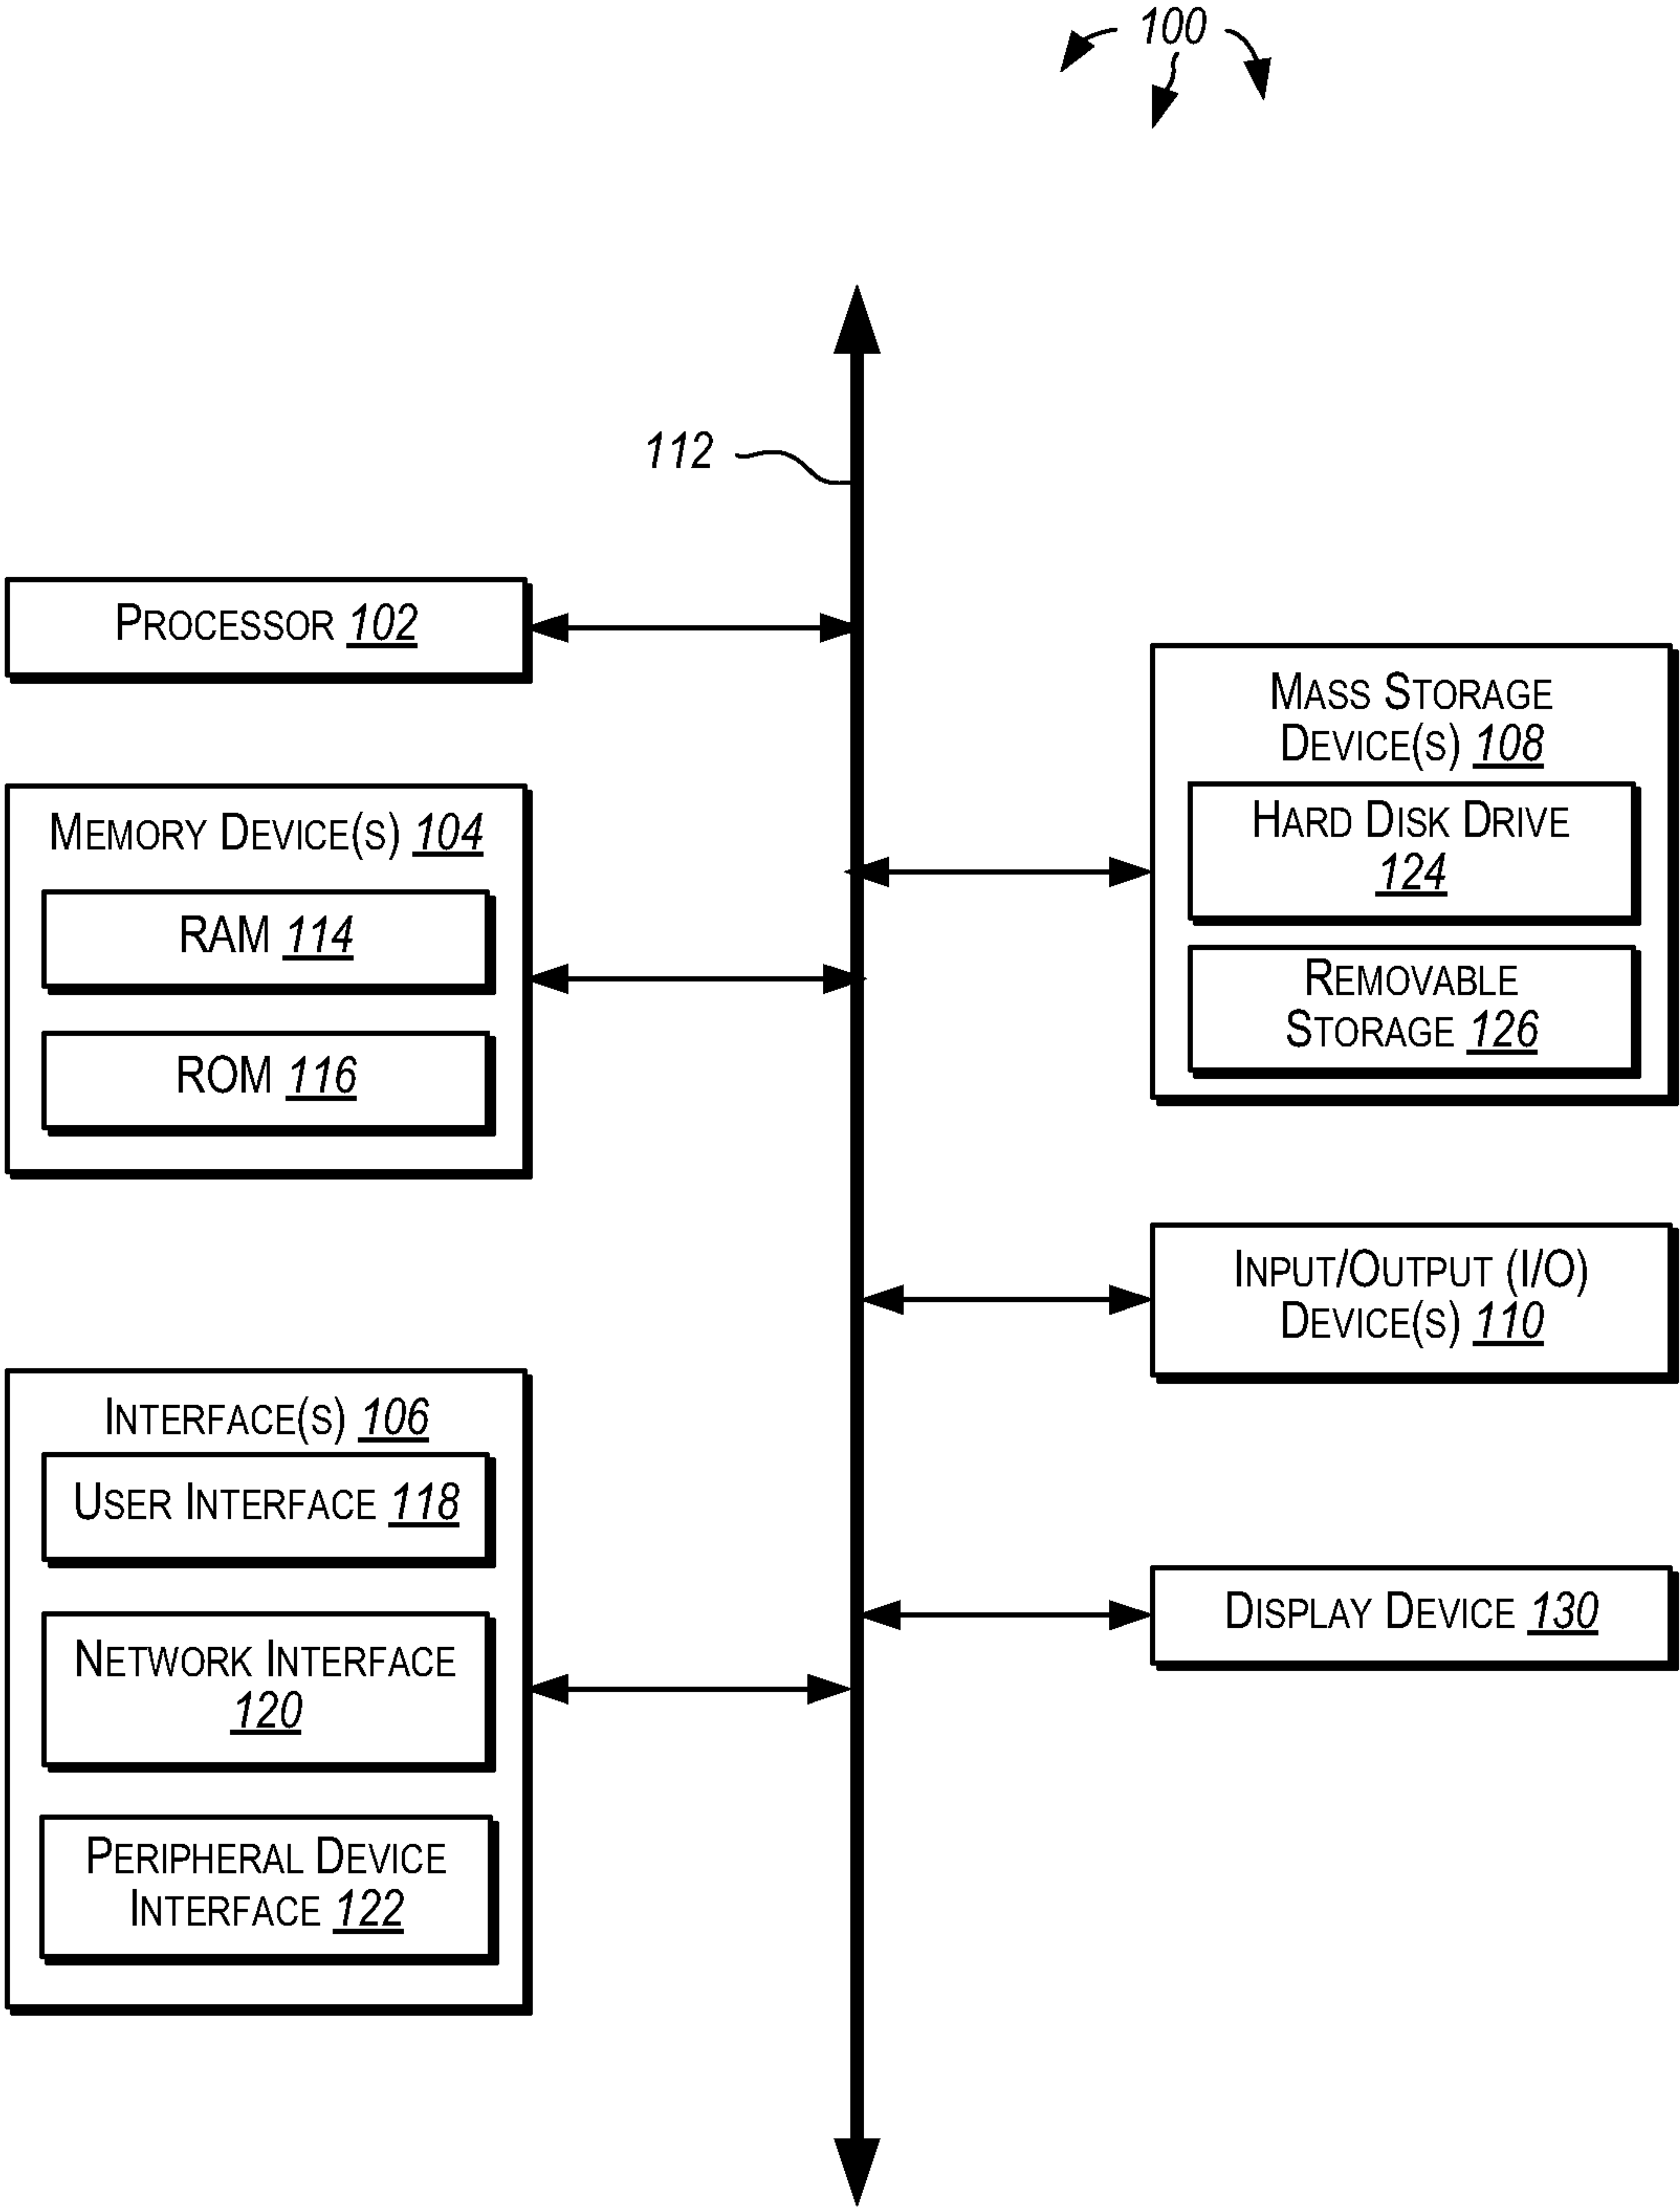 100
112
PROCESSOR 102
MEMORY DEVICE(S) 104
RAM 114
ROM 116
INTERFACE(S) 106
USER INTERFACE 118
NETWORK INTERFACE
120
PERIPHERAL DEVICE
INTERFACE 122
MASS STORAGE
DEVICE(S) 108
HARD DISK DRIVE
124
REMOVABLE
STORAGE 126
INPUT/OUTPUT (I/O)
DEVICE(S) 110
DISPLAY DEVICE 130